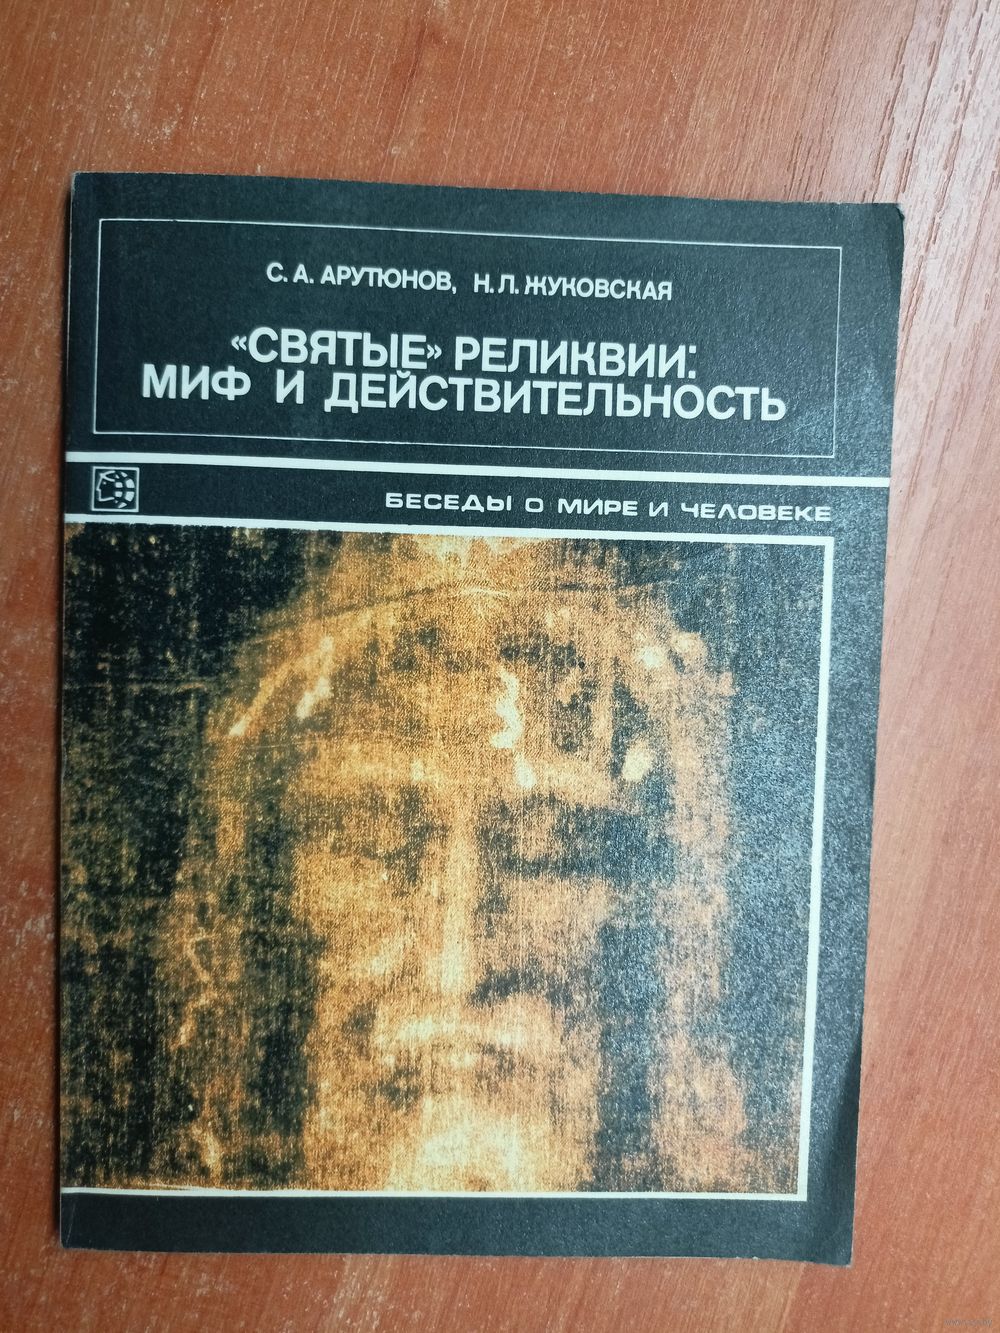 С. А. АРУТЮНОВ, Н. Л. ЖУКОВСКАЯ
«СВЯТЫЕ» РЕЛИКВИИ:
МИФ И ДЕЙСТВИТЕЛЬНОСТЬ
БЕСЕДЫ О МИРЕ И ЧЕЛОВЕКЕ